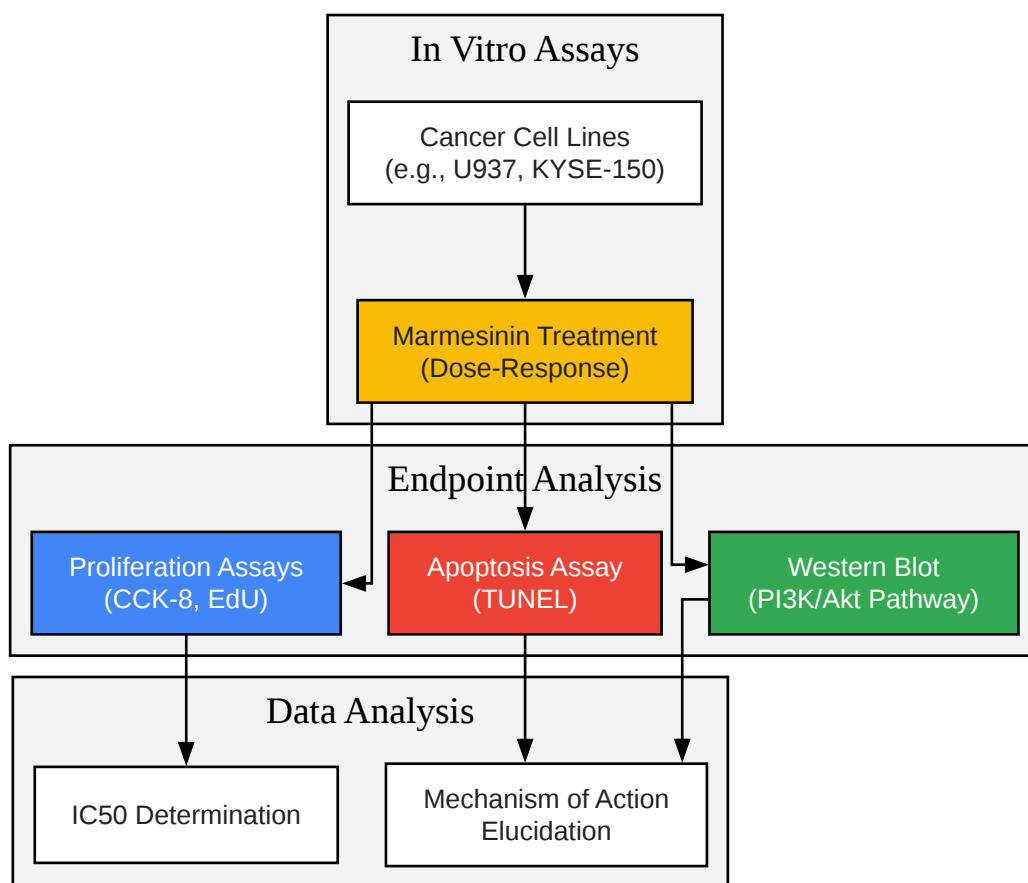 In Vitro Assays
Cancer Cell Lines
(e.g., U937, KYSE-150)
Marmesinin Treatment
(Dose-Response)
Endpoint Analysis
Proliferation Assays
(CCK-8, EdU)
Apoptosis Assay
(TUNEL)
Western Blot
(PI3K/Akt Pathway)
Data Analysis
IC50 Determination
Mechanism of Action
Elucidation